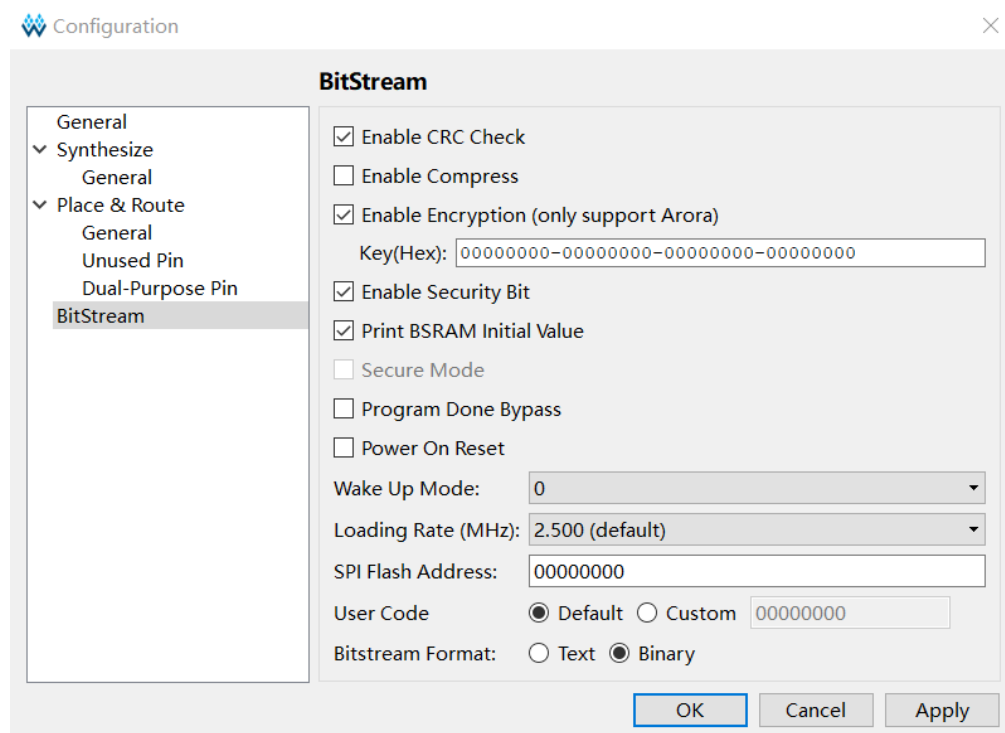 Configuration
BitStream
General
Synthesize
General
Place & Route
General
Unused Pin
Dual-Purpose Pin
BitStream
Enable CRC Check
Enable Compress
Enable Encryption (only support Arora)
Key(Hex): 00000000-00000000-00000000-00000000
Enable Security Bit
Print BSRAM Initial Value
Secure Mode
Program Done Bypass
Power On Reset
Wake Up Mode: 0
Loading Rate (MHz): 2.500 (default)
SPI Flash Address: 00000000
User Code Default Custom 00000000
Bitstream Format: Text Binary
OK Cancel Apply